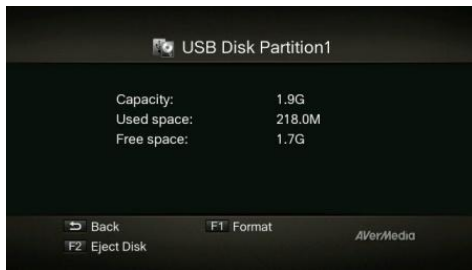 USB Disk Partition1
Capacity: 1.9G
Used space: 218.0M
Free space: 1.7G
Back F1 Format
F2 Eject Disk
AVerMedia